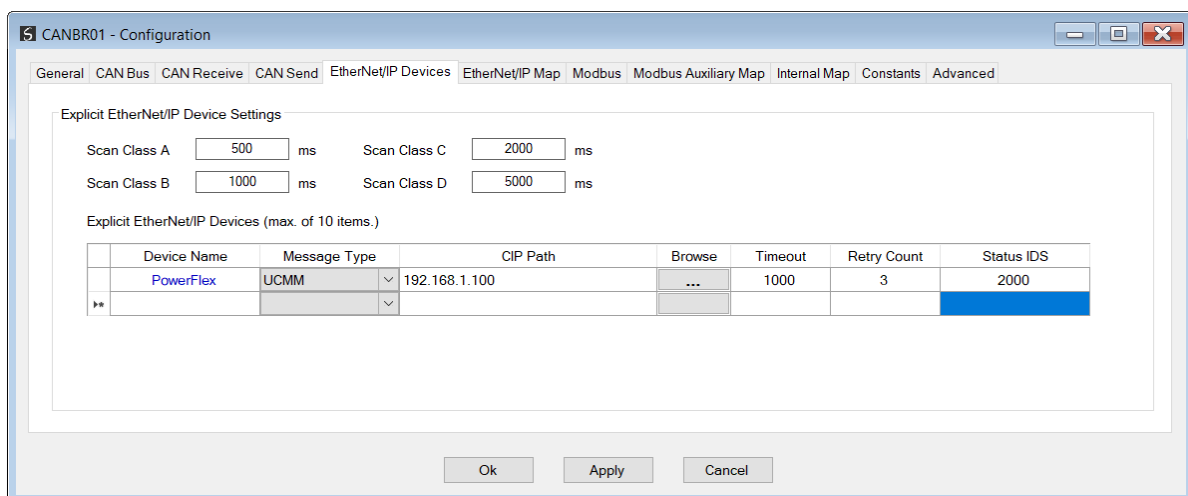 CANBR01 - Configuration
General CAN Bus CAN Receive CAN Send EtherNet/IP Devices EtherNet/IP Map Modbus Modbus Auxiliary Map Internal Map Constants Advanced
Explicit EtherNet/IP Device Settings
Scan Class A 500 ms Scan Class C 2000 ms
Scan Class B 1000 ms Scan Class D 5000 ms
Explicit EtherNet/IP Devices (max. of 10 items.)
Device Name Message Type CIP Path Browse Timeout Retry Count Status IDS
PowerFlex UCMM 192.168.1.100 ... 1000 3 2000
Ok Apply Cancel